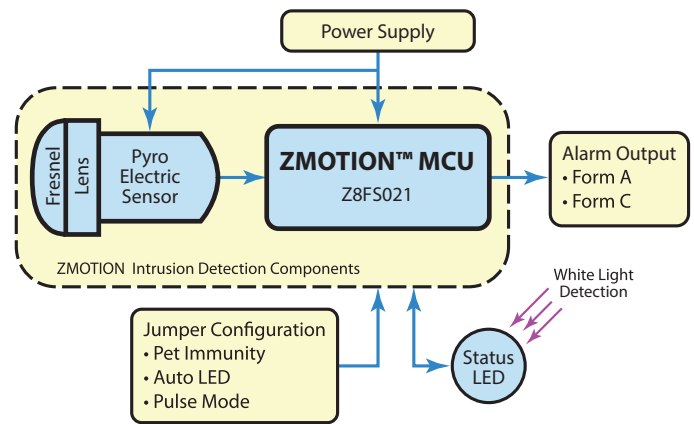 Power Supply
Fresnel
Lens
Pyro
Electric
Sensor
ZMOTION™ MCU
Z8FS021
Alarm Output
• Form A
• Form C
ZMOTION Intrusion Detection Components
White Light
Detection
Jumper Configuration
• Pet Immunity
• Auto LED
• Pulse Mode
Status
LED